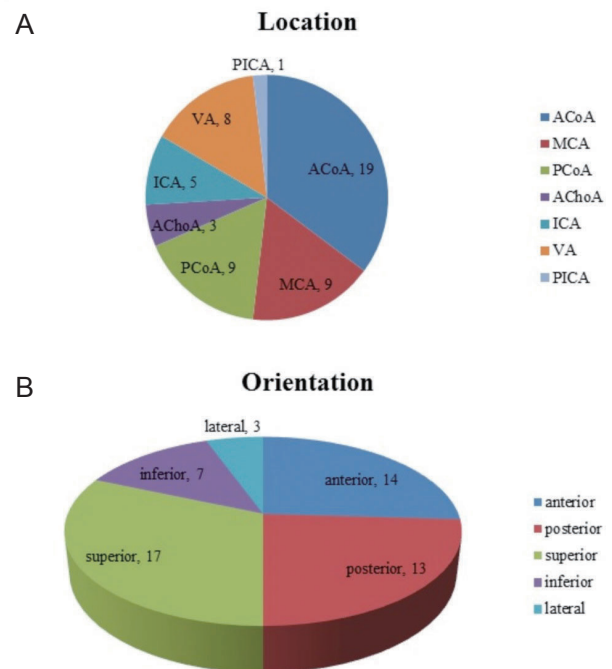 A
Location
PICA, 1
VA, 8
ACoA, 19
ICA, 5
AChoA, 3
PCoA, 9
MCA, 9
ACoA
MCA
PCoA
AChoA
ICA
VA
PICA
B
Orientation
lateral, 3
inferior, 7
anterior, 14
superior, 17
posterior, 13
anterior
posterior
superior
inferior
lateral